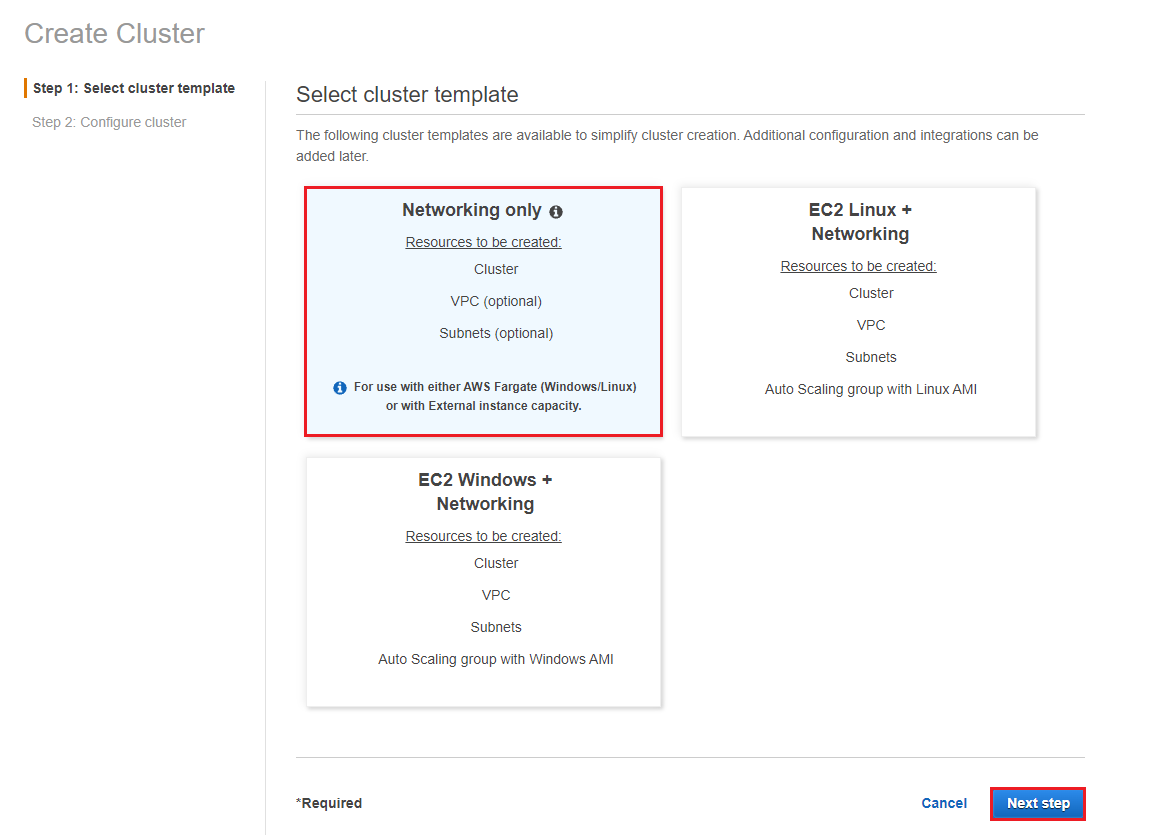 Create Cluster
Step 1: Select cluster template
Step 2: Configure cluster
Select cluster template
The following cluster templates are available to simplify cluster creation. Additional configuration and integrations can be
added later.
Networking only
Resources to be created:
Cluster
VPC (optional)
Subnets (optional)
For use with either AWS Fargate (Windows/Linux)
or with External instance capacity.
EC2 Linux +
Networking
Resources to be created:
Cluster
VPC
Subnets
Auto Scaling group with Linux AMI
EC2 Windows +
Networking
Resources to be created:
Cluster
VPC
Subnets
Auto Scaling group with Windows AMI
*Required
Cancel
Next step